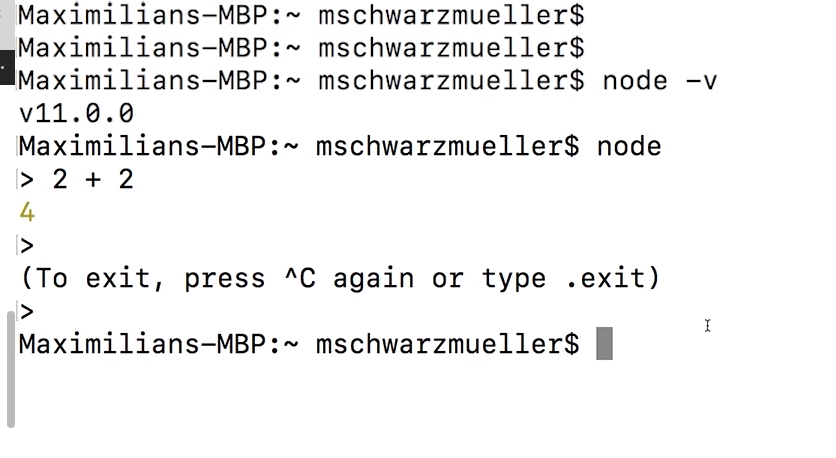 Maximilians-MBP:~ mschwarzmueller$
Maximilians-MBP:~ mschwarzmueller$
Maximilians-MBP:~ mschwarzmueller$ node -v
v11.0.0
Maximilians-MBP:~ mschwarzmueller$ node
> 2 + 2
4
>
(To exit, press ^C again or type .exit)
>
Maximilians-MBP:~ mschwarzmueller$